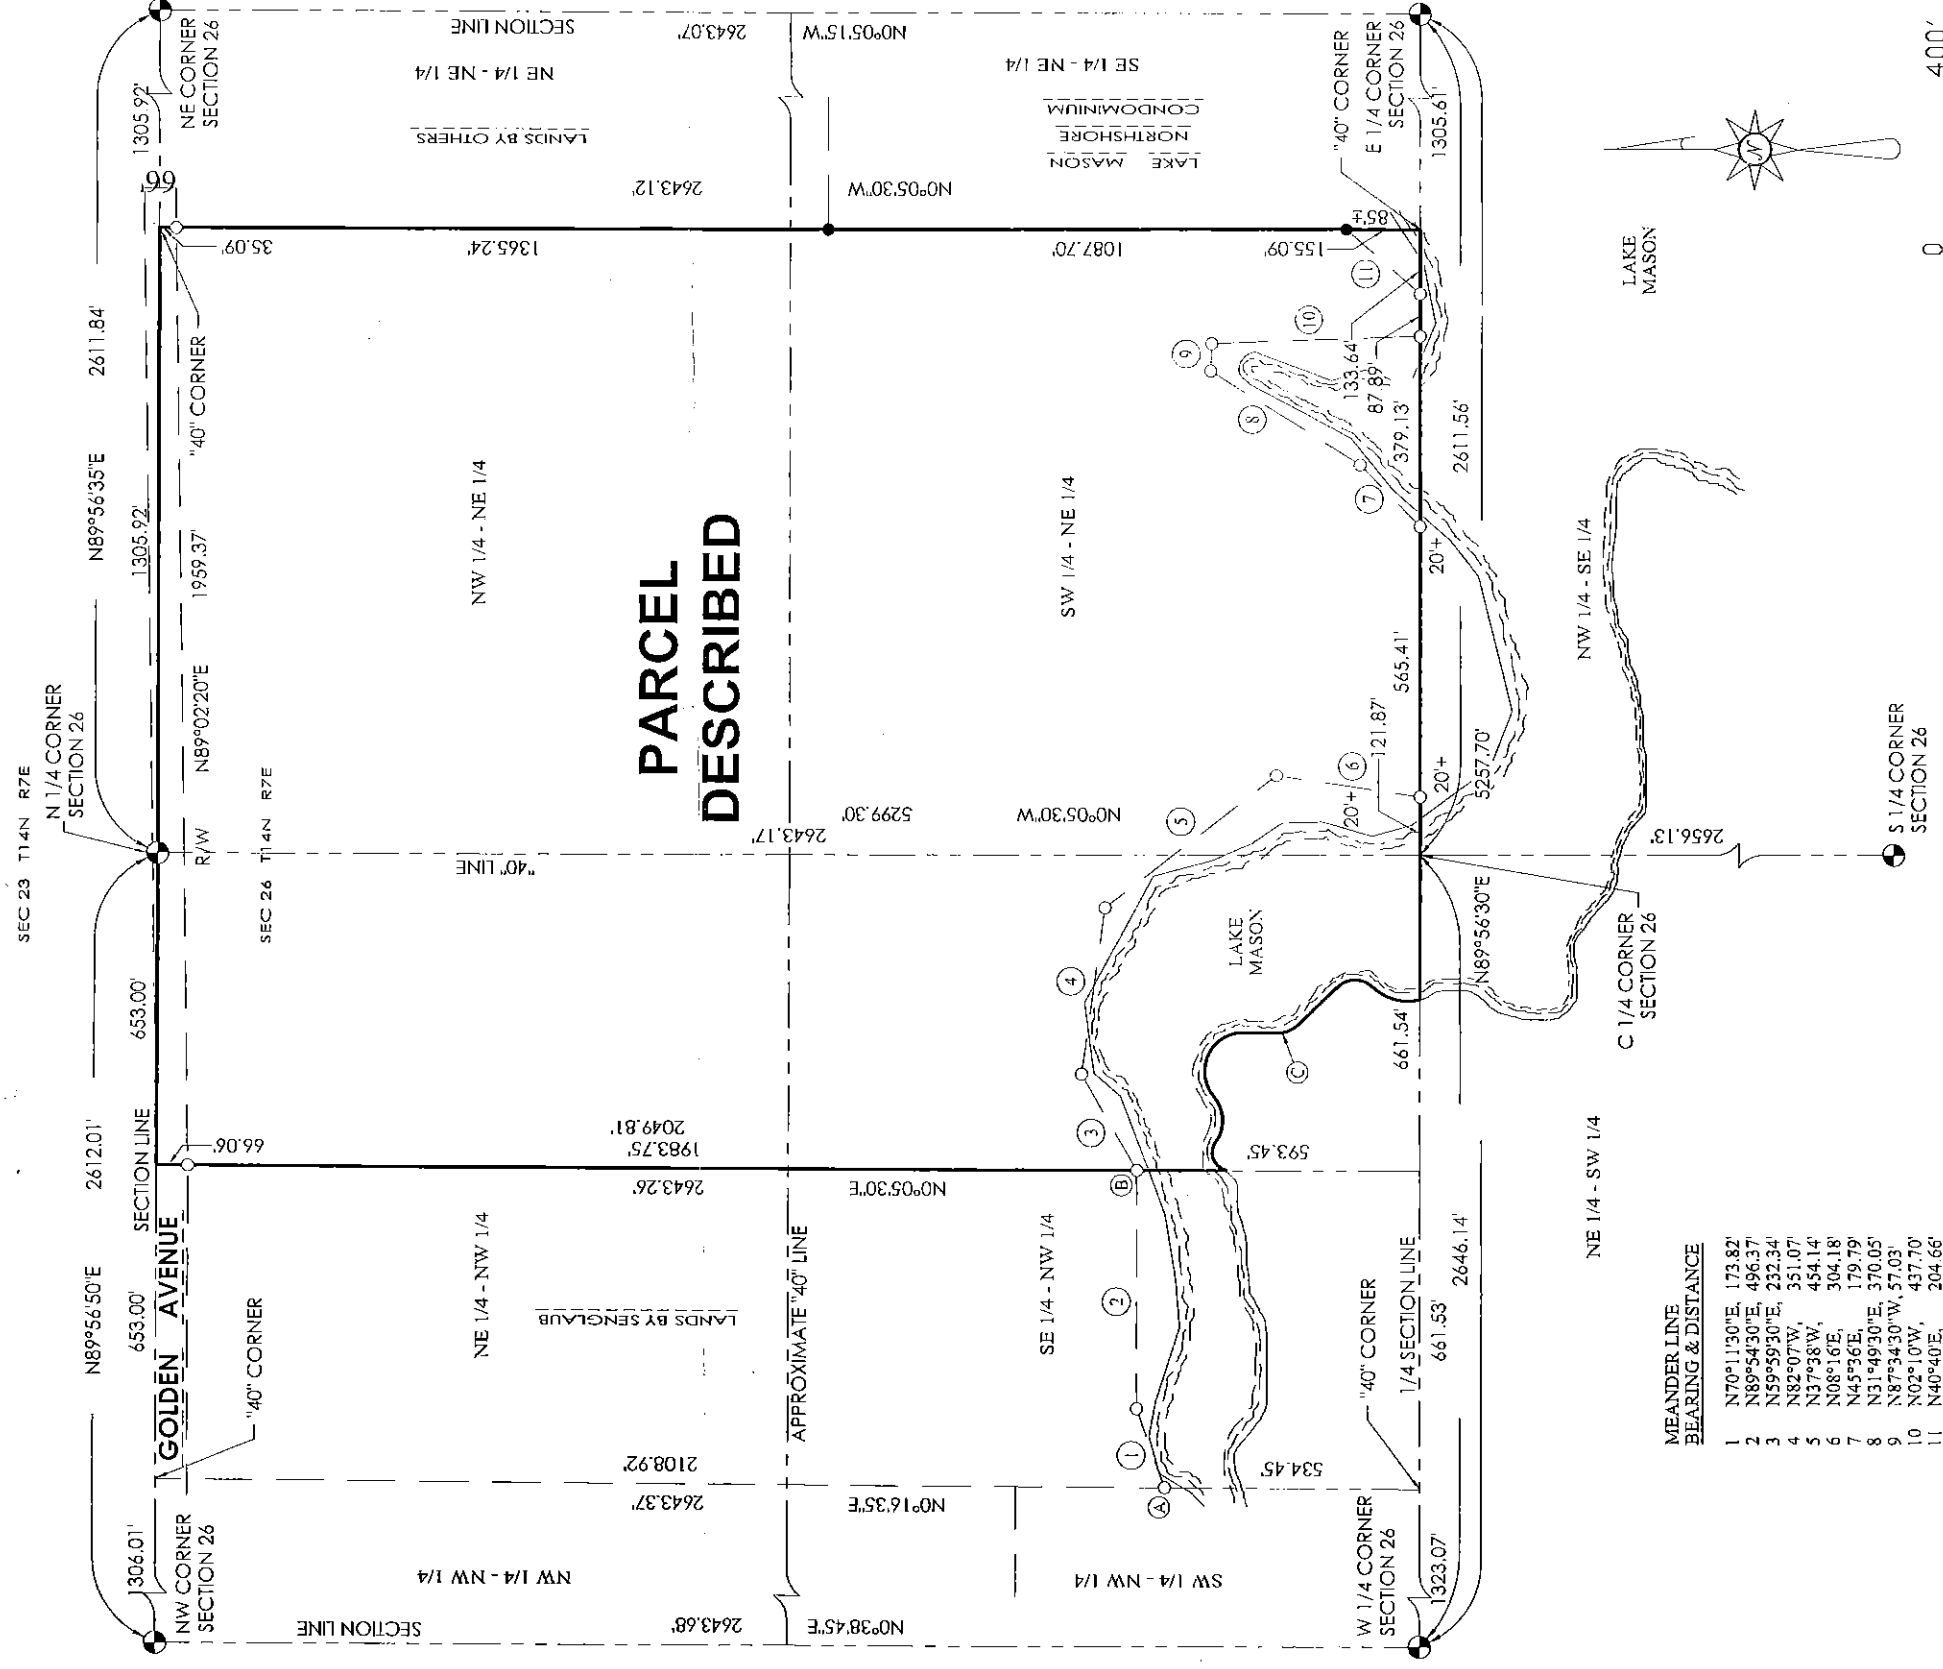 SEC 23 T14N R7E
N 1/4 CORNER
SECTION 26
N89°56'50"E
2612.01'
N89°56'35"E
2611.84'
1306.01'
653.00'
SECTION LINE
653.00'
1305.92'
1305.92'
66'
NW CORNER
SECTION 26
GOLDEN AVENUE
66.06'
R/W
N89°02'20"E
1959.37'
"40" CORNER
35.09'
NE CORNER
SECTION 26
"40" CORNER
SEC 26 T14N R7E
SECTION LINE
2643.68'
N0°38'45"E
NW 1/4 - NW 1/4
SW 1/4 - NW 1/4
2108.92'
2643.37'
N0°16'35"E
534.45'
NE 1/4 - NW 1/4
LANDS BY SENGLAUB
APPROXIMATE "40" LINE
SE 1/4 - NW 1/4
2049.81'
1983.75'
2643.26'
N0°05'30"E
593.45'
"40" LINE
2643.17'
5299.30'
N0°05'30"W
NW 1/4 - NE 1/4
PARCEL
DESCRIBED
SW 1/4 - NE 1/4
1365.24'
1087.70'
155.09'
85'±
2643.12'
N0°05'30"W
LANDS BY OTHERS
NE 1/4 - NE 1/4
LAKE MASON
NORTHSHORE
CONDOMINIUM
SE 1/4 - NE 1/4
SECTION LINE
2643.07'
N0°05'15"W
A
1
2
B
3
4
5
6
7
8
9
10
11
C
LAKE
MASON
20'+
121.87'
20'+
565.41'
20'+
379.13'
87.89'
133.64'
"40" CORNER
E 1/4 CORNER
SECTION 26
1305.61'
2611.56'
5257.70'
W 1/4 CORNER
SECTION 26
1323.07'
"40" CORNER
1/4 SECTION LINE
661.53'
661.54'
2646.14'
N89°56'30"E
C 1/4 CORNER
SECTION 26
NE 1/4 - SW 1/4
NW 1/4 - SE 1/4
LAKE
MASON
2656.13'
S 1/4 CORNER
SECTION 26
N
0 400'
MEANDER LINE
BEARING & DISTANCE
1 N70°11'30"E, 173.82'
2 N89°54'30"E, 496.37'
3 N59°59'30"E, 232.34'
4 N82°07'W, 351.07'
5 N37°38'W, 454.14'
6 N08°16'E, 304.18'
7 N45°36'E, 179.79'
8 N31°49'30"E, 370.05'
9 N87°34'30"W, 57.03'
10 N02°10'W, 437.70'
11 N40°40'E, 204.66'